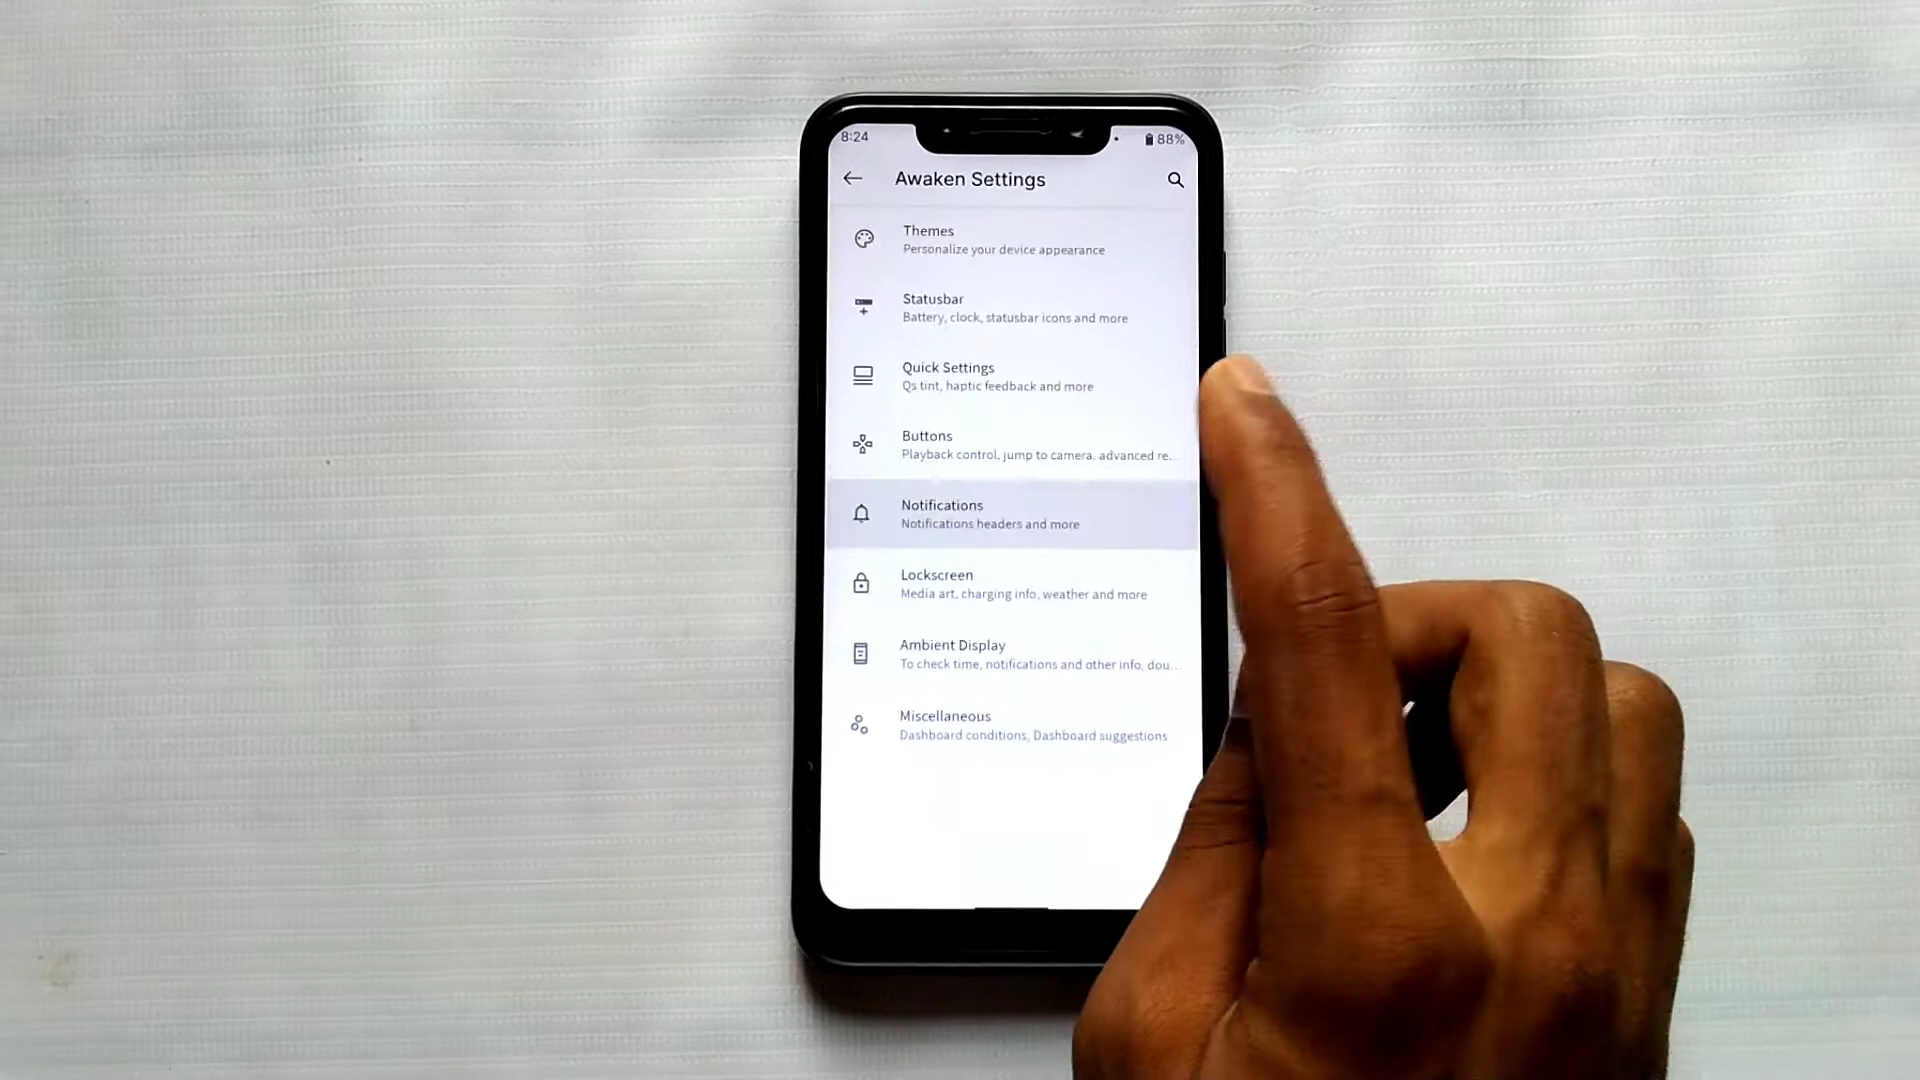 8:24
88%
Awaken Settings
Themes
Personalize your device appearance
Statusbar
Battery, clock, statusbar icons and more
Quick Settings
Qs tint, haptic feedback and more
Buttons
Playback control, jump to camera, advanced re...
Notifications
Notifications headers and more
Lockscreen
Media art, charging info, weather and more
Ambient Display
To check time, notifications and other info, dou...
Miscellaneous
Dashboard conditions, Dashboard suggestions